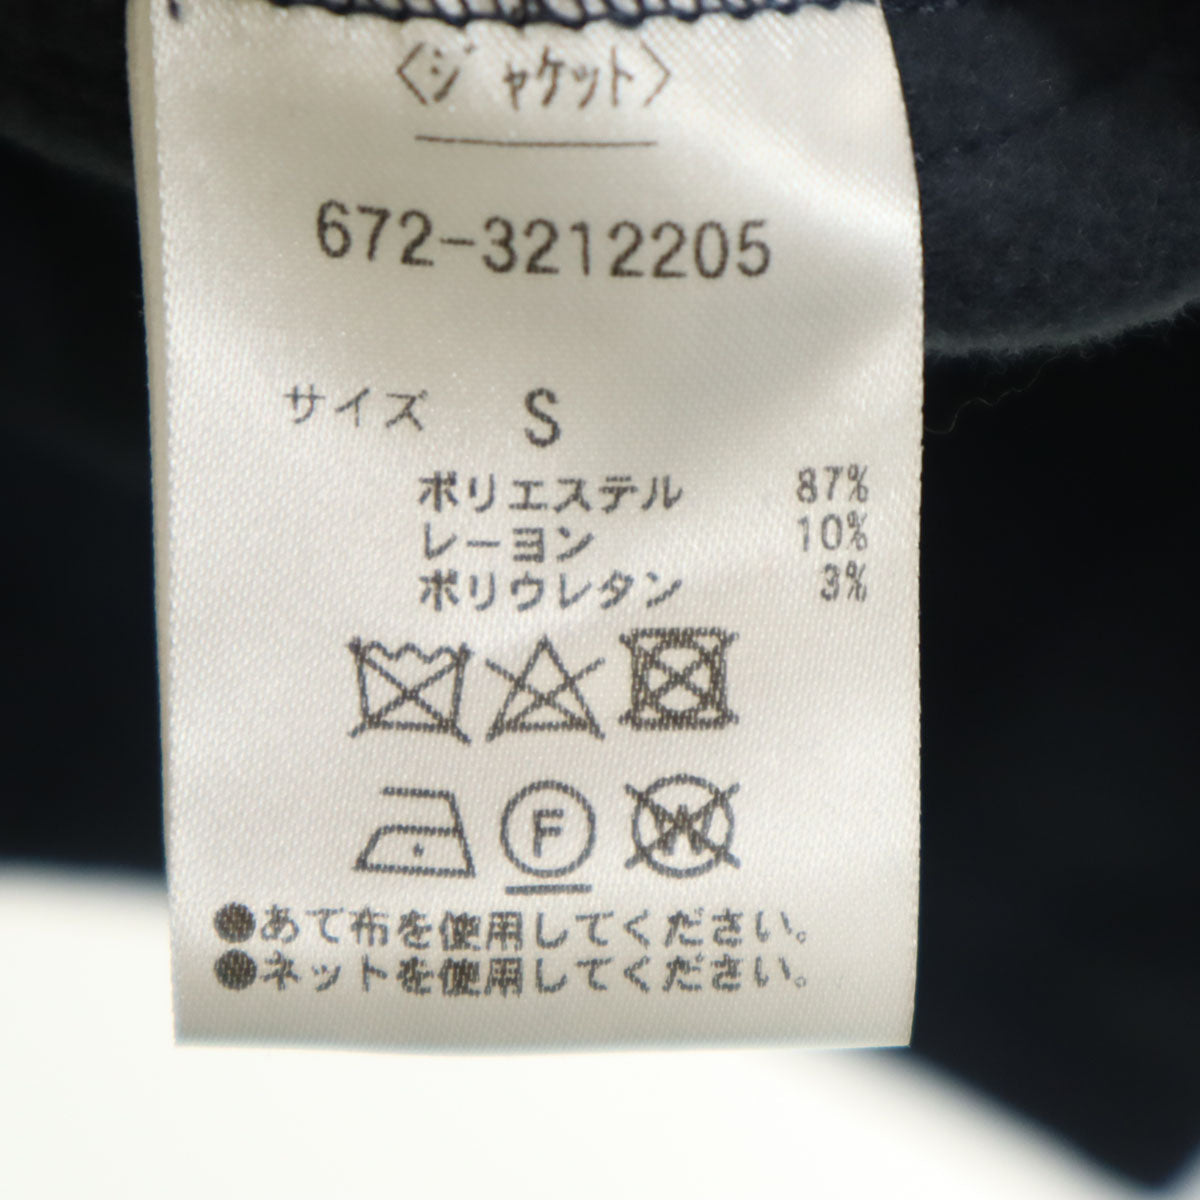 〈ジャケット〉
672-3212205
サイズ S
ポリエステル 87%
レーヨン 10%
ポリウレタン 3%
F W
●あて布を使用してください。
●ネットを使用してください。